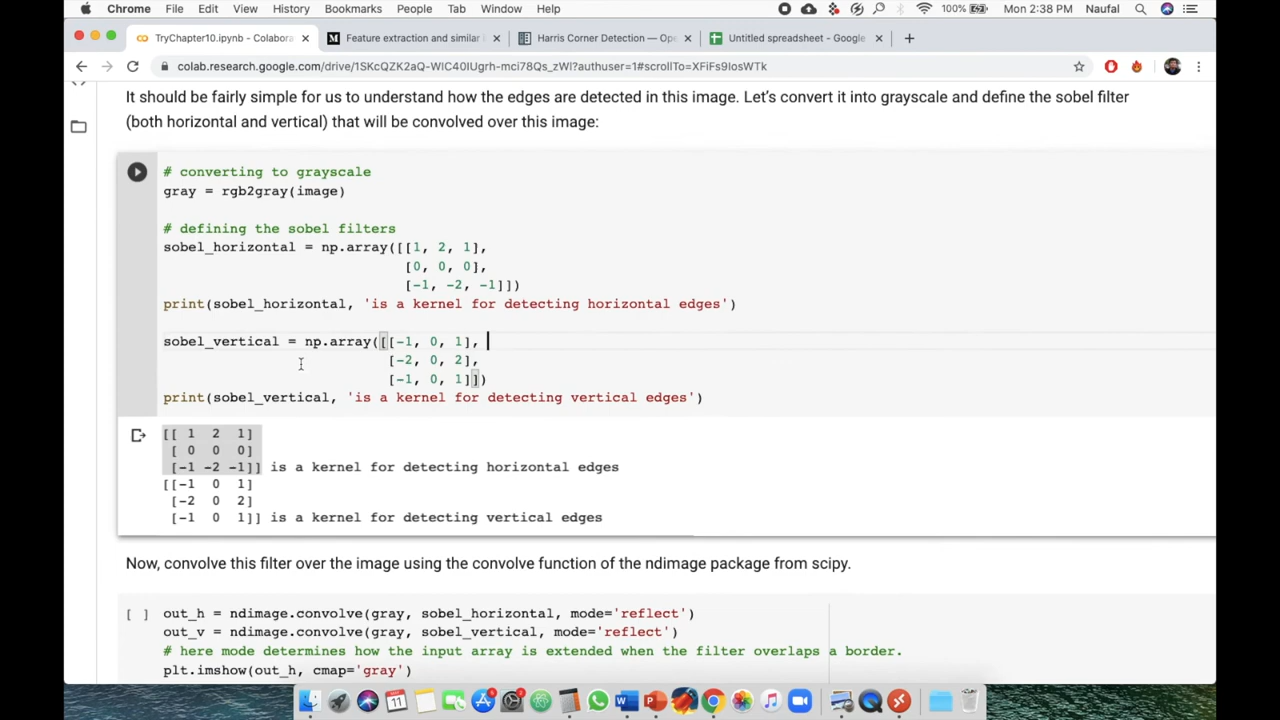 Chrome File Edit View History Bookmarks People Tab Window Help 100% Mon 2:38 PM Naufal
TryChapter10.ipynb - Colabora Feature extraction and similar i Harris Corner Detection — Ope Untitled spreadsheet - Google
colab.research.google.com/drive/1SKcQZK2aQ-WIC40IUgrh-mci78Qs_zWl?authuser=1#scrollTo=XFiFs9IosWTk
It should be fairly simple for us to understand how the edges are detected in this image. Let's convert it into grayscale and define the sobel filter
(both horizontal and vertical) that will be convolved over this image:
# converting to grayscale
gray = rgb2gray(image)
# defining the sobel filters
sobel_horizontal = np.array([[1, 2, 1],
[0, 0, 0],
[-1, -2, -1]])
print(sobel_horizontal, 'is a kernel for detecting horizontal edges')
sobel_vertical = np.array([[-1, 0, 1],
[-2, 0, 2],
[-1, 0, 1]])
print(sobel_vertical, 'is a kernel for detecting vertical edges')
[[ 1 2 1]
[ 0 0 0]
[-1 -2 -1]] is a kernel for detecting horizontal edges
[[-1 0 1]
[-2 0 2]
[-1 0 1]] is a kernel for detecting vertical edges
Now, convolve this filter over the image using the convolve function of the ndimage package from scipy.
[ ] out_h = ndimage.convolve(gray, sobel_horizontal, mode='reflect')
out_v = ndimage.convolve(gray, sobel_vertical, mode='reflect')
# here mode determines how the input array is extended when the filter overlaps a border.
plt.imshow(out_h, cmap='gray')